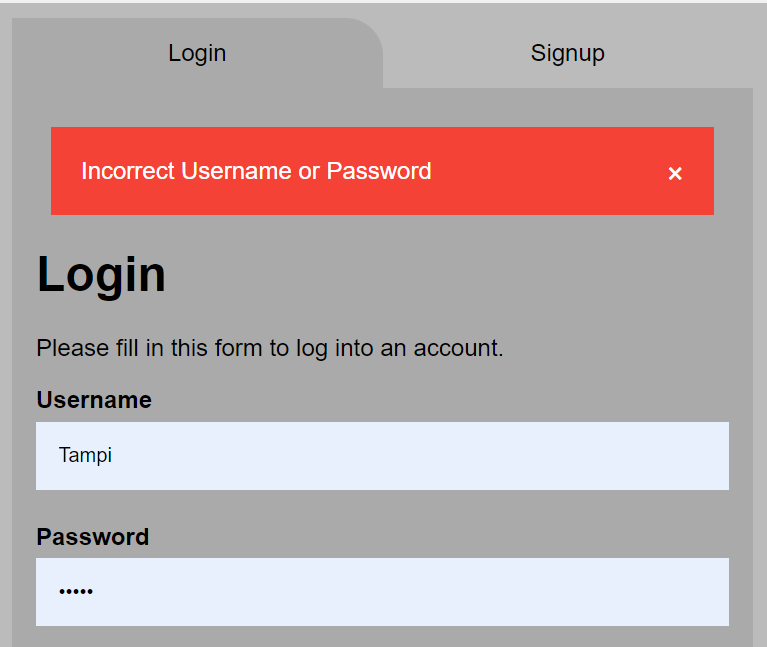 Login Signup
Incorrect Username or Password ×
Login
Please fill in this form to log into an account.
Username
Tampi
Password
•••••